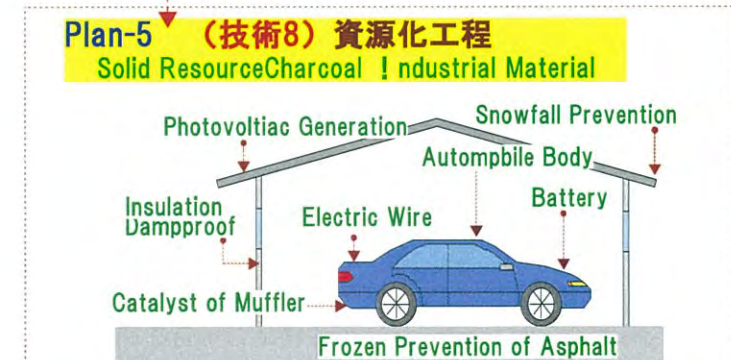 Plan-5 （技術8）資源化工程
Solid ResourceCharcoal ！ndustrial Material
Photovoltiac Generation
Snowfall Prevention
Autompbile Body
Battery
Insulation
Dampproof
Electric Wire
Catalyst of Muffler
Frozen Prevention of Asphalt